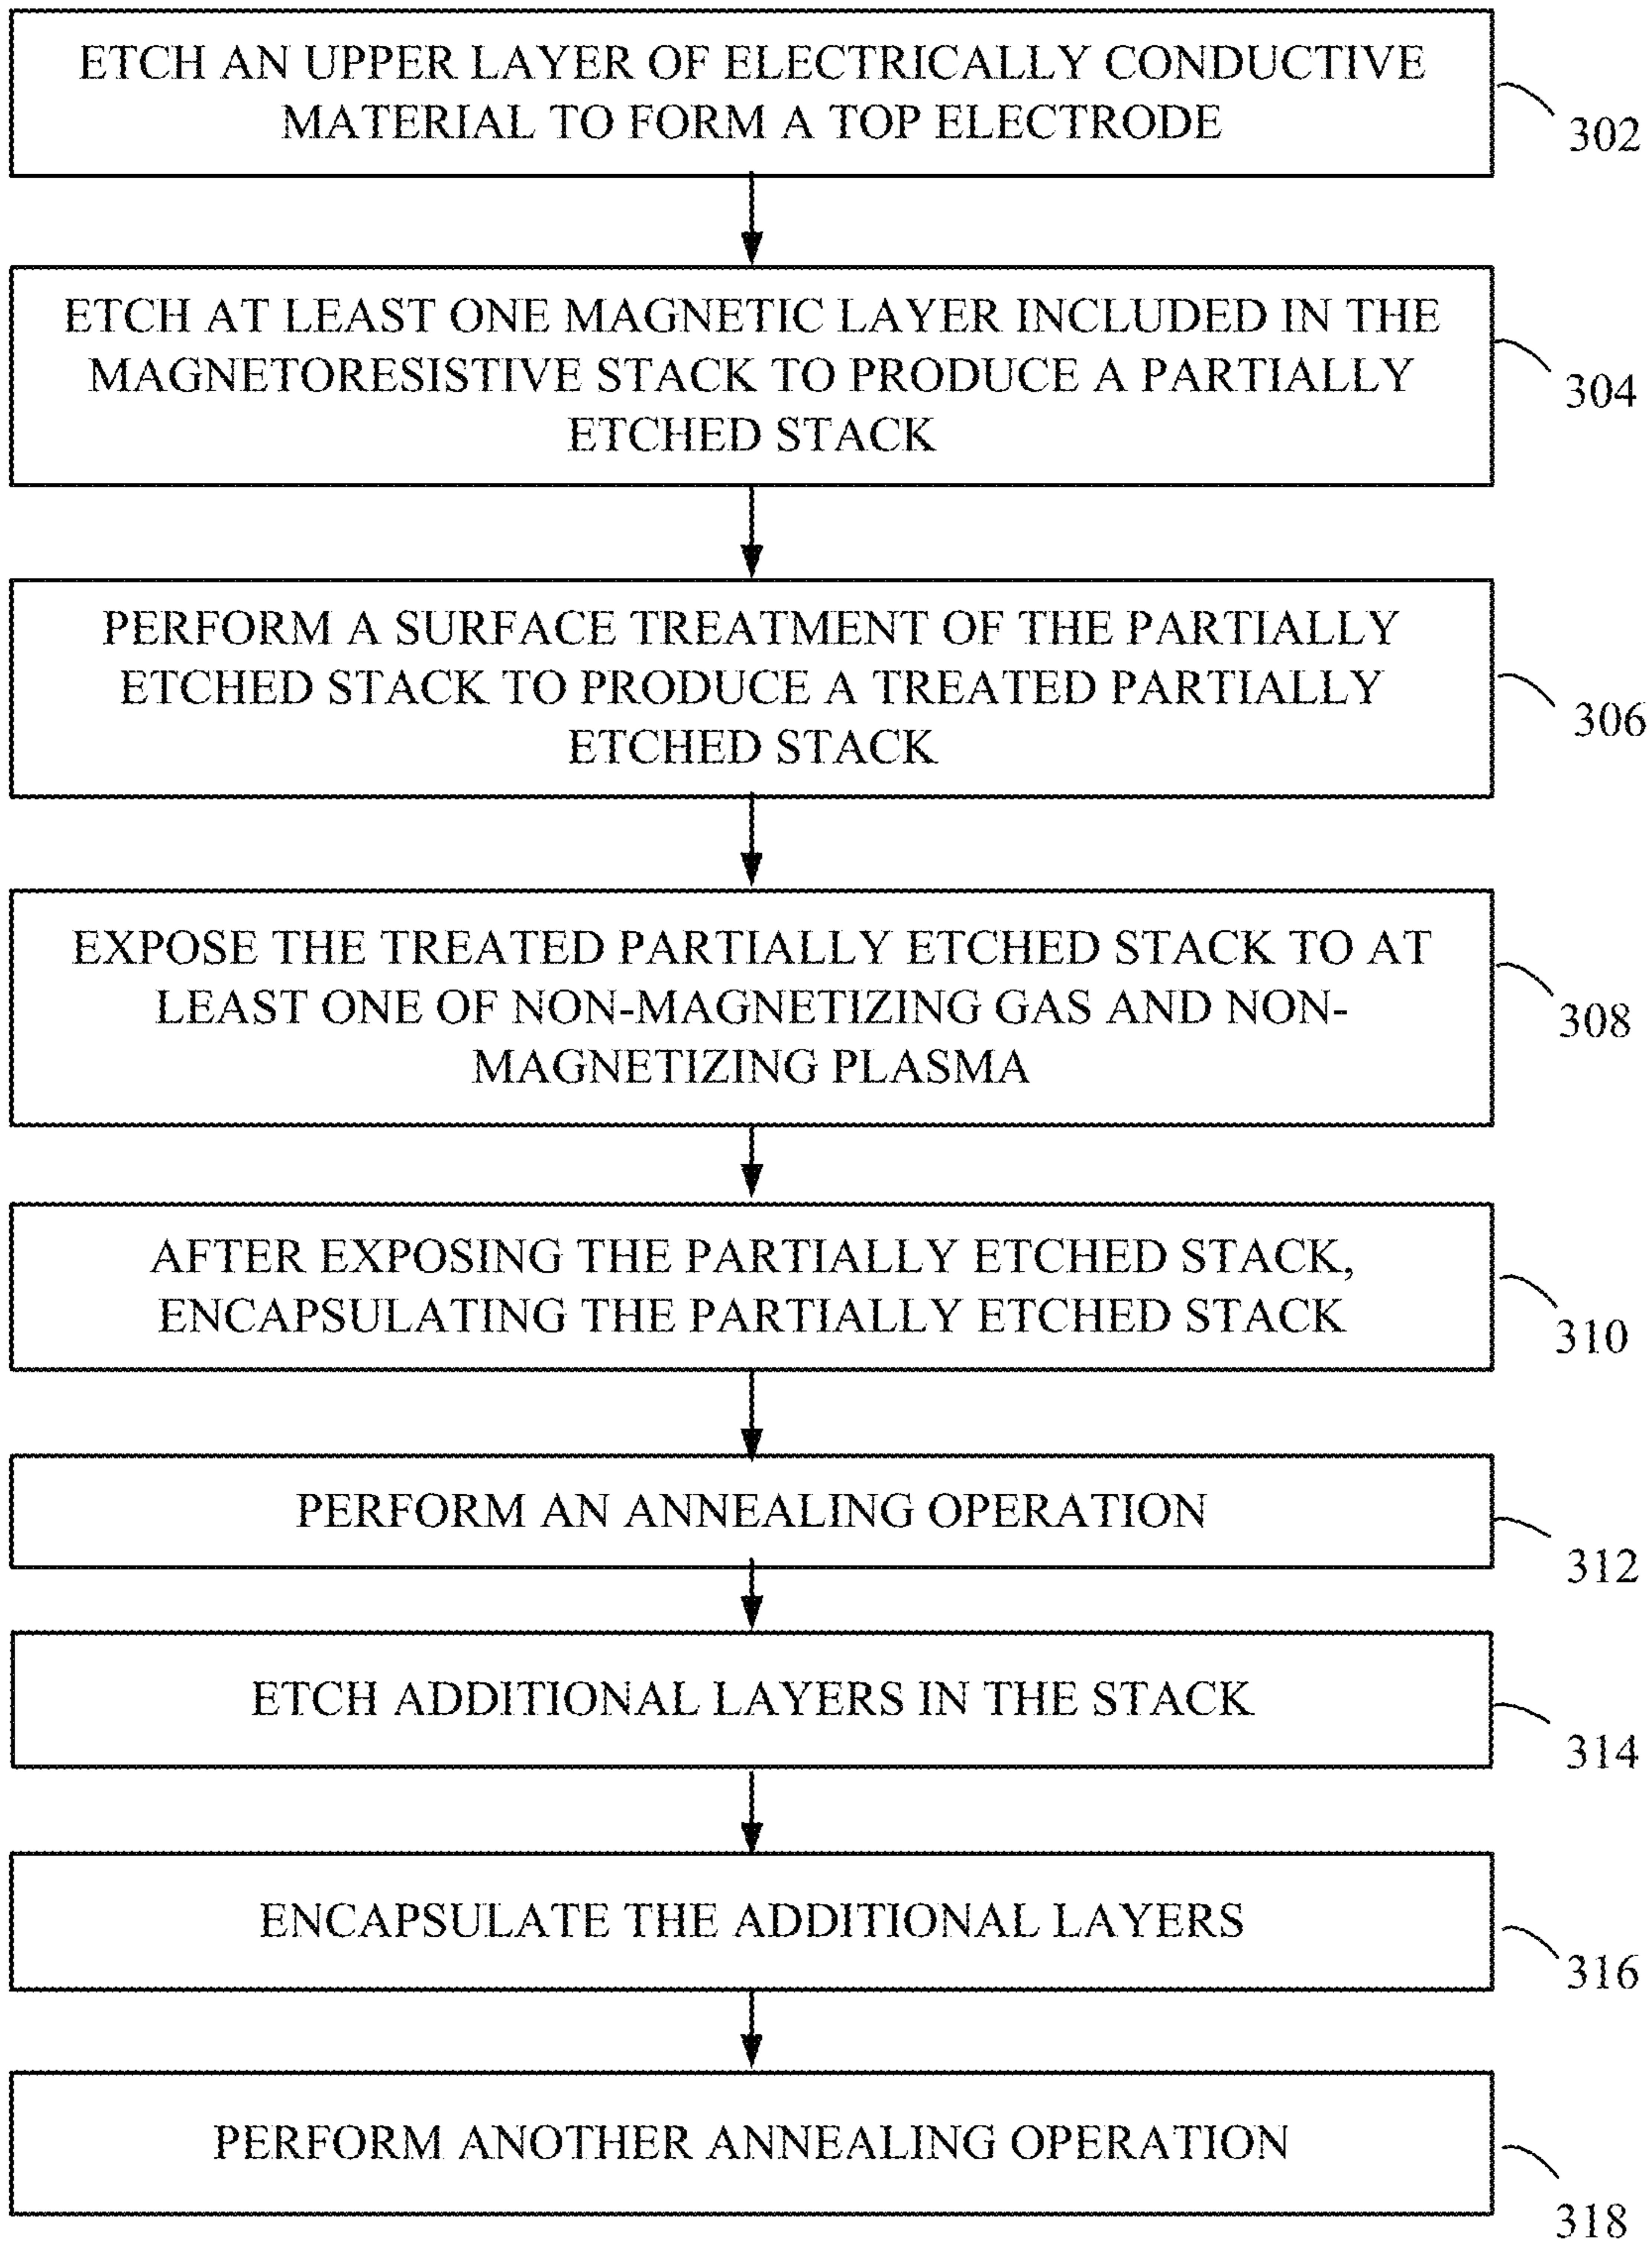 ETCH AN UPPER LAYER OF ELECTRICALLY CONDUCTIVE
MATERIAL TO FORM A TOP ELECTRODE
302
ETCH AT LEAST ONE MAGNETIC LAYER INCLUDED IN THE
MAGNETORESISTIVE STACK TO PRODUCE A PARTIALLY
ETCHED STACK
304
PERFORM A SURFACE TREATMENT OF THE PARTIALLY
ETCHED STACK TO PRODUCE A TREATED PARTIALLY
ETCHED STACK
306
EXPOSE THE TREATED PARTIALLY ETCHED STACK TO AT
LEAST ONE OF NON-MAGNETIZING GAS AND NON-
MAGNETIZING PLASMA
308
AFTER EXPOSING THE PARTIALLY ETCHED STACK,
ENCAPSULATING THE PARTIALLY ETCHED STACK
310
PERFORM AN ANNEALING OPERATION
312
ETCH ADDITIONAL LAYERS IN THE STACK
314
ENCAPSULATE THE ADDITIONAL LAYERS
316
PERFORM ANOTHER ANNEALING OPERATION
318